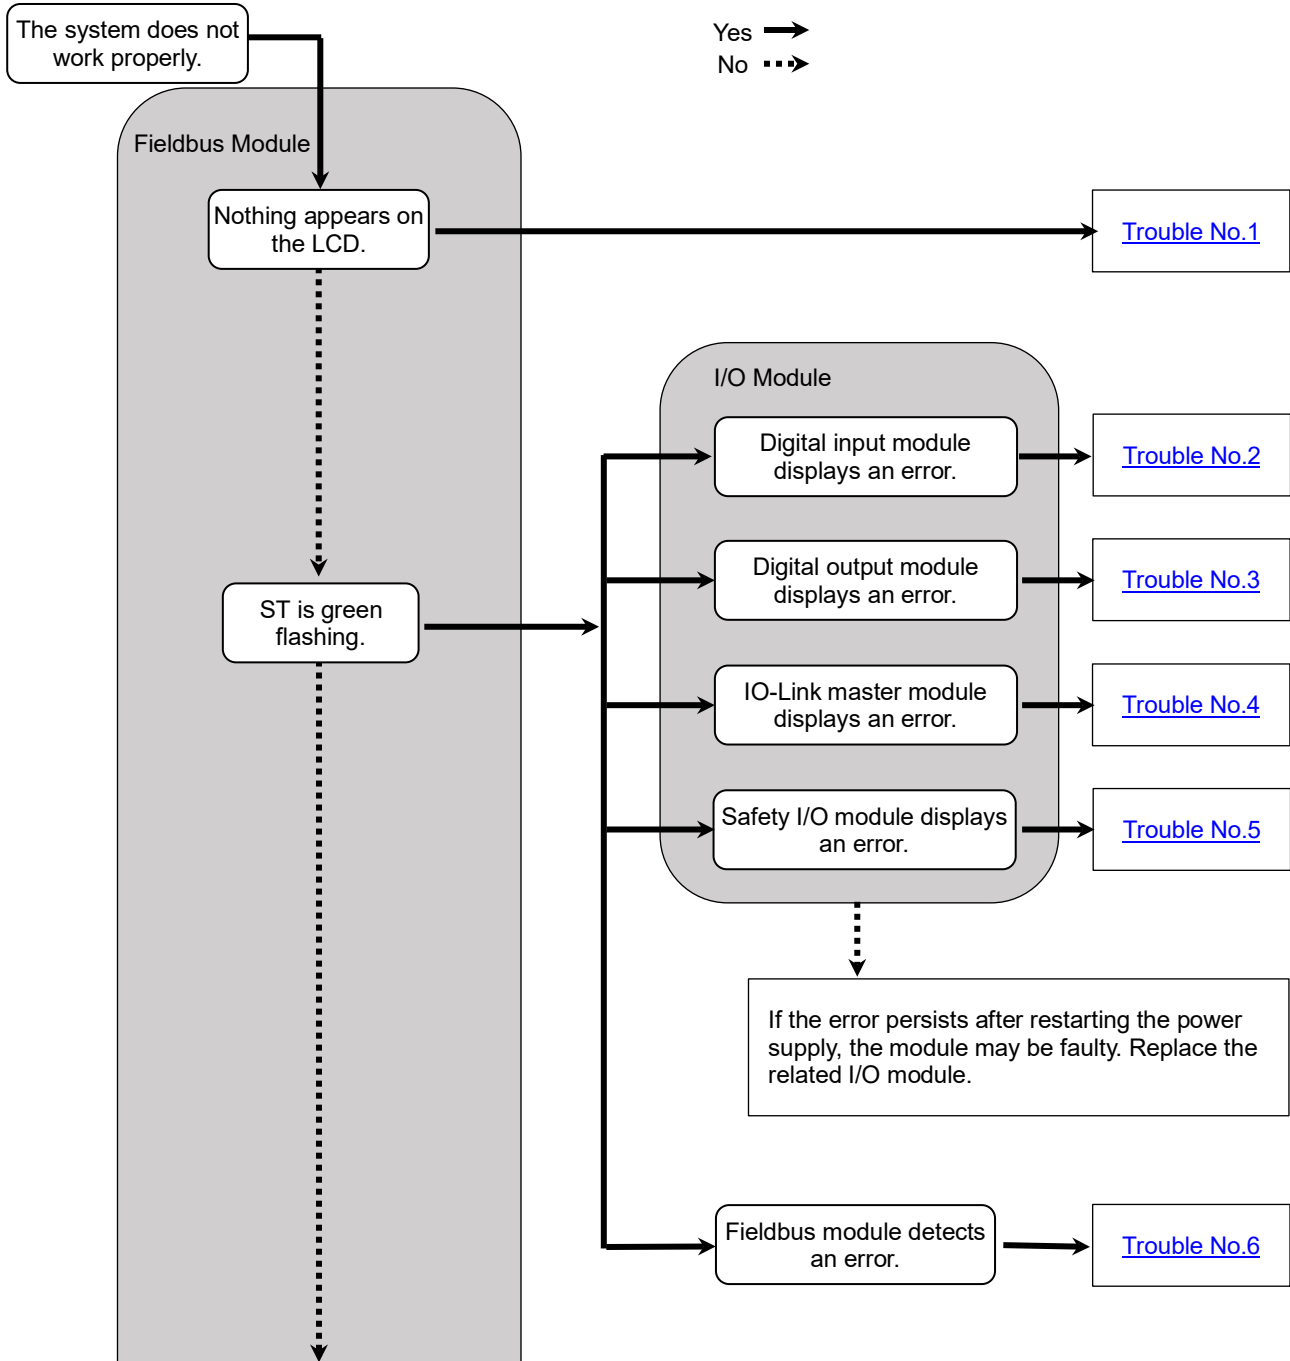 The system does not
work properly.
Yes
No
Fieldbus Module
Nothing appears on
the LCD.
Trouble No.1
I/O Module
Digital input module
displays an error.
Trouble No.2
Digital output module
displays an error.
Trouble No.3
ST is green
flashing.
IO-Link master module
displays an error.
Trouble No.4
Safety I/O module displays
an error.
Trouble No.5
If the error persists after restarting the power
supply, the module may be faulty. Replace the
related I/O module.
Fieldbus module detects
an error.
Trouble No.6